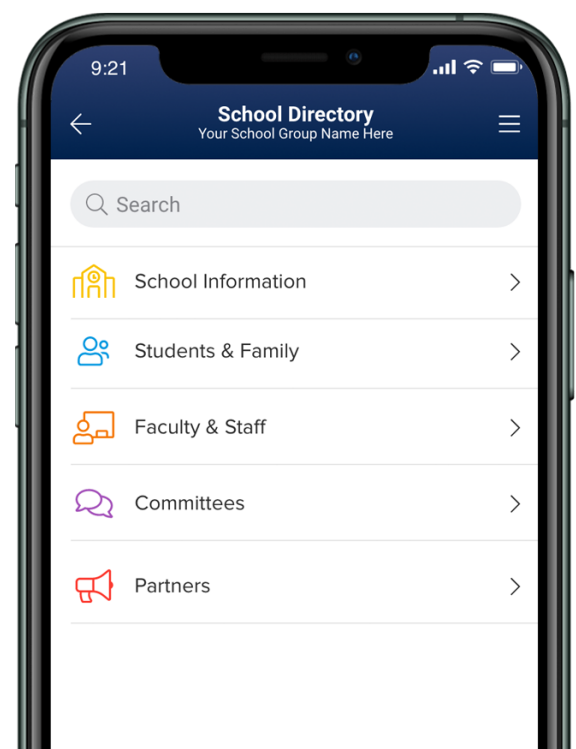 9:21
School Directory
Your School Group Name Here
Search
School Information
Students & Family
Faculty & Staff
Committees
Partners